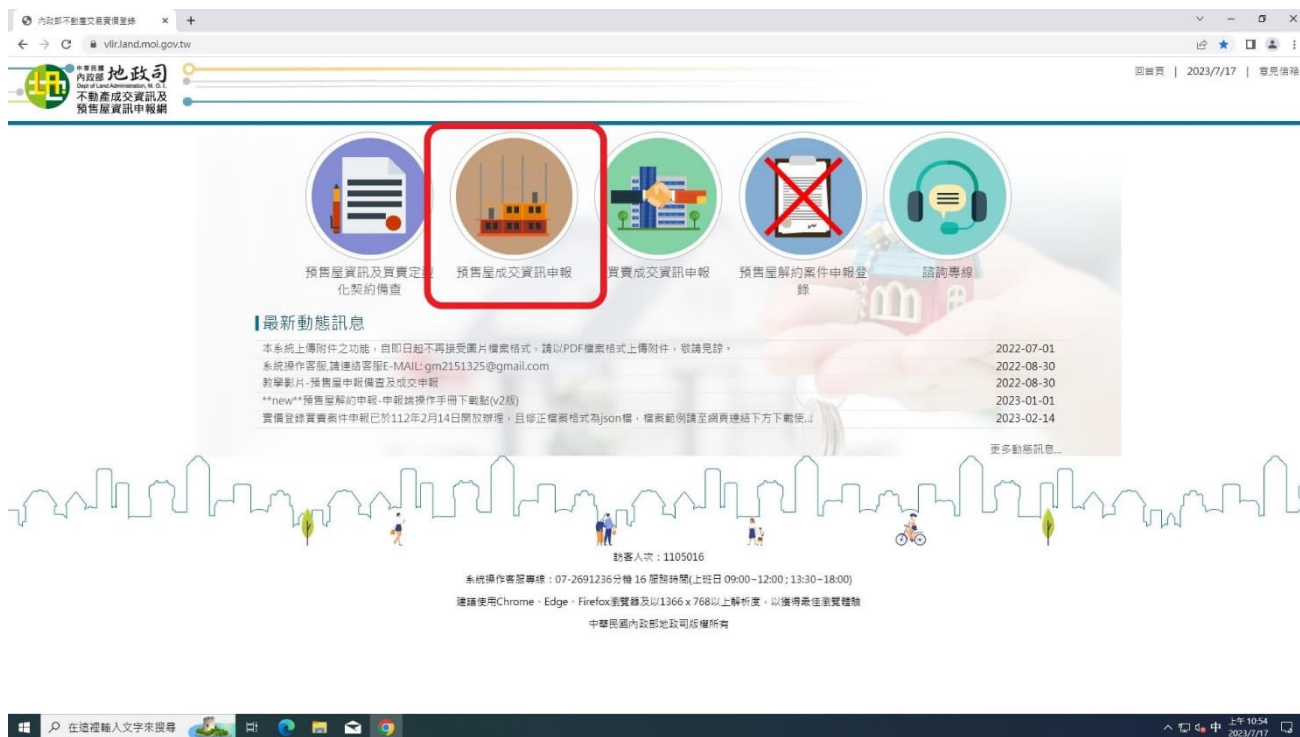 內政部不動產交易實價登錄
vlir.land.moi.gov.tw
中華民國
內政部 地政司
Dept of Land Administration, M. O. I.
不動產成交資訊及
預售屋資訊申報網
回首頁 | 2023/7/17 | 意見信箱
預售屋資訊及買賣定型
化契約備查
預售屋成交資訊申報
買賣成交資訊申報
預售屋解約案件申報登
錄
諮詢專線
最新動態訊息
本系統上傳附件之功能,自即日起不再接受圖片檔案格式,請以PDF檔案格式上傳附件,敬請見諒。 2022-07-01
系統操作客服,請連絡客服E-MAIL: gm2151325@gmail.com 2022-08-30
教學影片-預售屋申報備查及成交申報 2022-08-30
**new**預售屋解約申報-申報端操作手冊下載點(v2版) 2023-01-01
實價登錄買賣案件申報已於112年2月14日開放辦理,且修正檔案格式為json檔,檔案範例請至網頁連結下方下載使... 2023-02-14
更多動態訊息...
訪客人次:1105016
系統操作客服專線:07-2691236分機 16 服務時間(上班日 09:00~12:00 ; 13:30~18:00)
建議使用Chrome、Edge、Firefox瀏覽器及以1366 x 768以上解析度,以獲得最佳瀏覽體驗
中華民國內政部地政司版權所有
在這裡輸入文字來搜尋
中
上午 10:54
2023/7/17